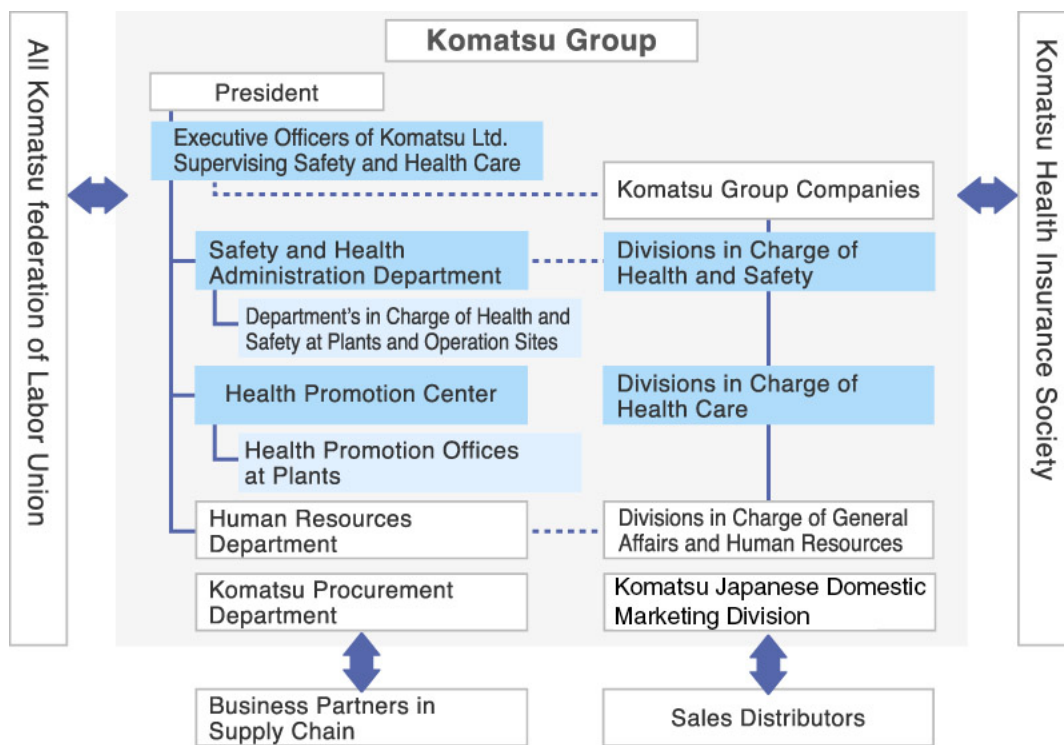 Komatsu Group
All Komatsu federation of Labor Union
President
Executive Officers of Komatsu Ltd.
Supervising Safety and Health Care
Komatsu Group Companies
Safety and Health
Administration Department
Divisions in Charge of
Health and Safety
Department's in Charge of Health and
Safety at Plants and Operation Sites
Health Promotion Center
Divisions in Charge of
Health Care
Health Promotion Offices
at Plants
Human Resources
Department
Divisions in Charge of General
Affairs and Human Resources
Komatsu Procurement
Department
Komatsu Japanese Domestic
Marketing Division
Business Partners in
Supply Chain
Sales Distributors
Komatsu Health Insurance Society